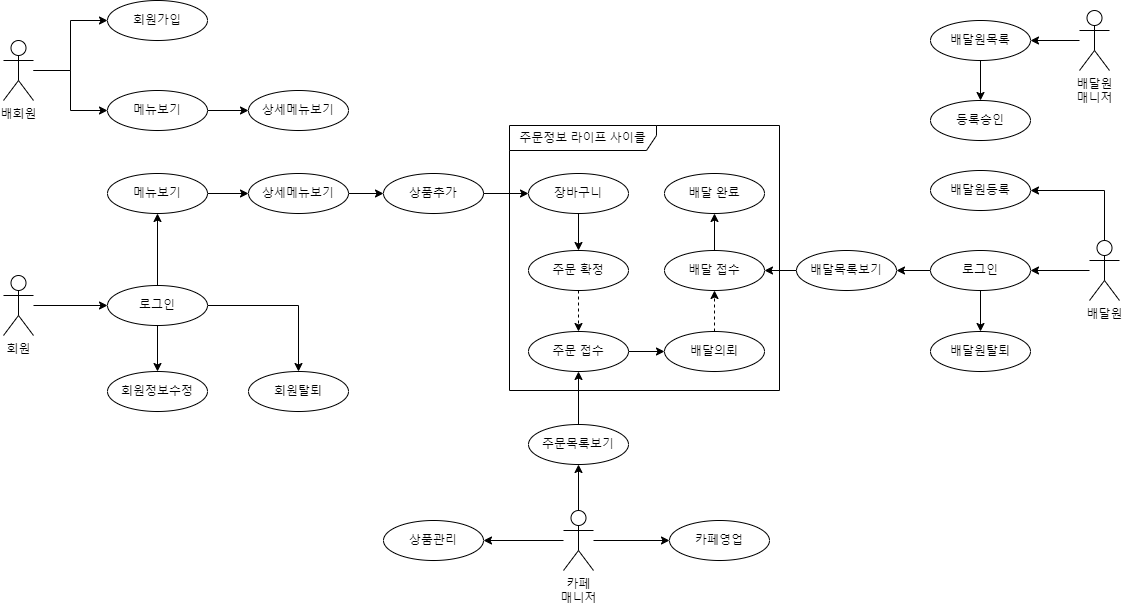 회원가입
배회원
메뉴보기
상세메뉴보기
배달원목록
배달원
매니저
등록승인
주문정보 라이프 사이클
메뉴보기
상세메뉴보기
상품추가
장바구니
배달 완료
배달원등록
주문 확정
배달 접수
배달목록보기
로그인
배달원
로그인
회원
주문 접수
배달의뢰
배달원탈퇴
회원정보수정
회원탈퇴
주문목록보기
상품관리
카페영업
카페
매니저